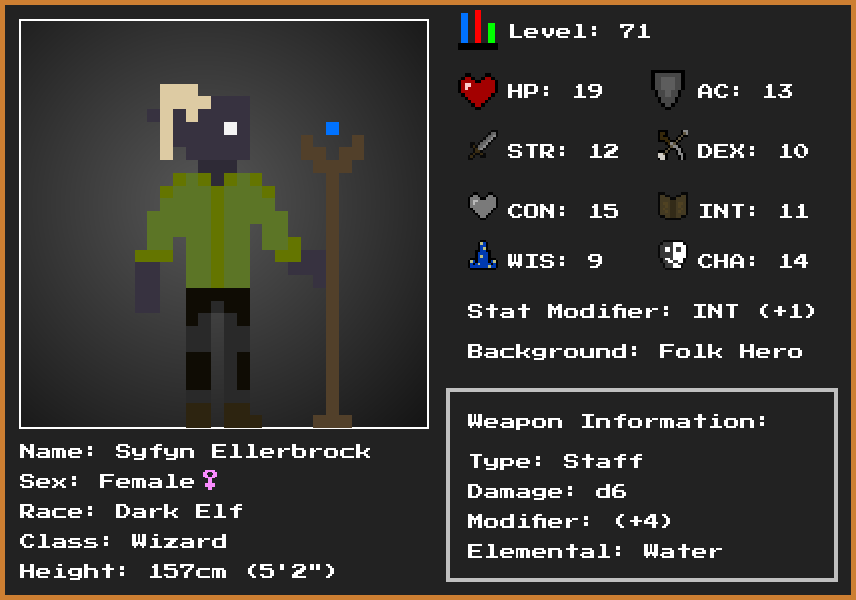 Level: 71
HP: 19 AC: 13
STR: 12 DEX: 10
CON: 15 INT: 11
WIS: 9 CHA: 14
Stat Modifier: INT (+1)
Background: Folk Hero
Weapon Information:
Type: Staff
Damage: d6
Modifier: (+4)
Elemental: Water
Name: Syfyn Ellerbrock
Sex: Female♀
Race: Dark Elf
Class: Wizard
Height: 157cm (5'2")